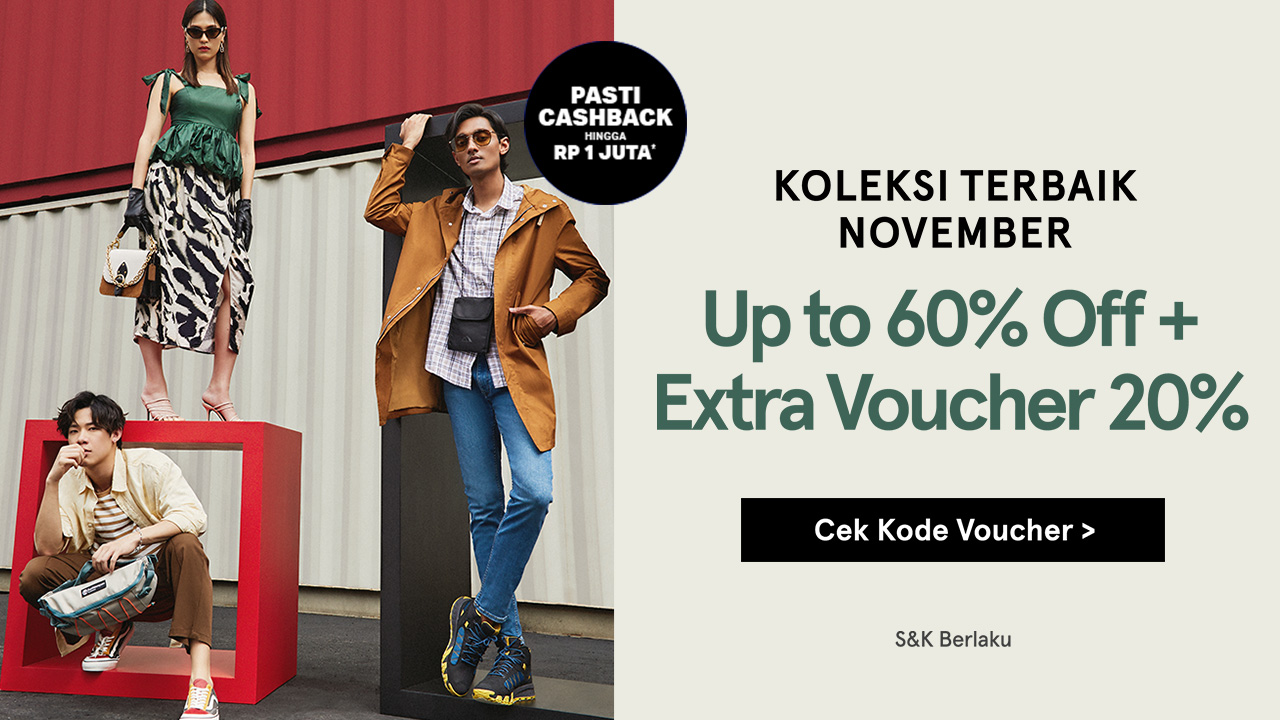 PASTI
CASHBACK
HINGGA
RP 1 JUTA*
KOLEKSI TERBAIK
NOVEMBER
Up to 60% Off +
Extra Voucher 20%
Cek Kode Voucher >
S&K Berlaku